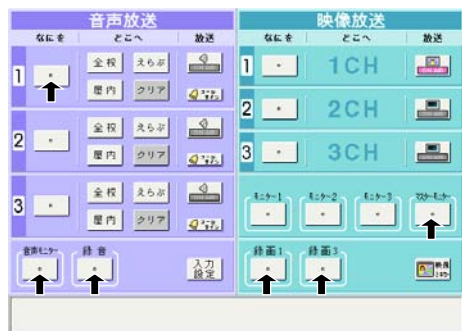 音声放送
なにを どこへ 放送
1 全校 えらぶ
屋内 クリア
2 全校 えらぶ
屋内 クリア
3 全校 えらぶ
屋内 クリア
音声モニター 録音
入力設定
映像放送
なにを どこへ 放送
1 1CH
2 2CH
3 3CH
モニター1 モニター2 モニター3 マスターモニター
録画1 録画3